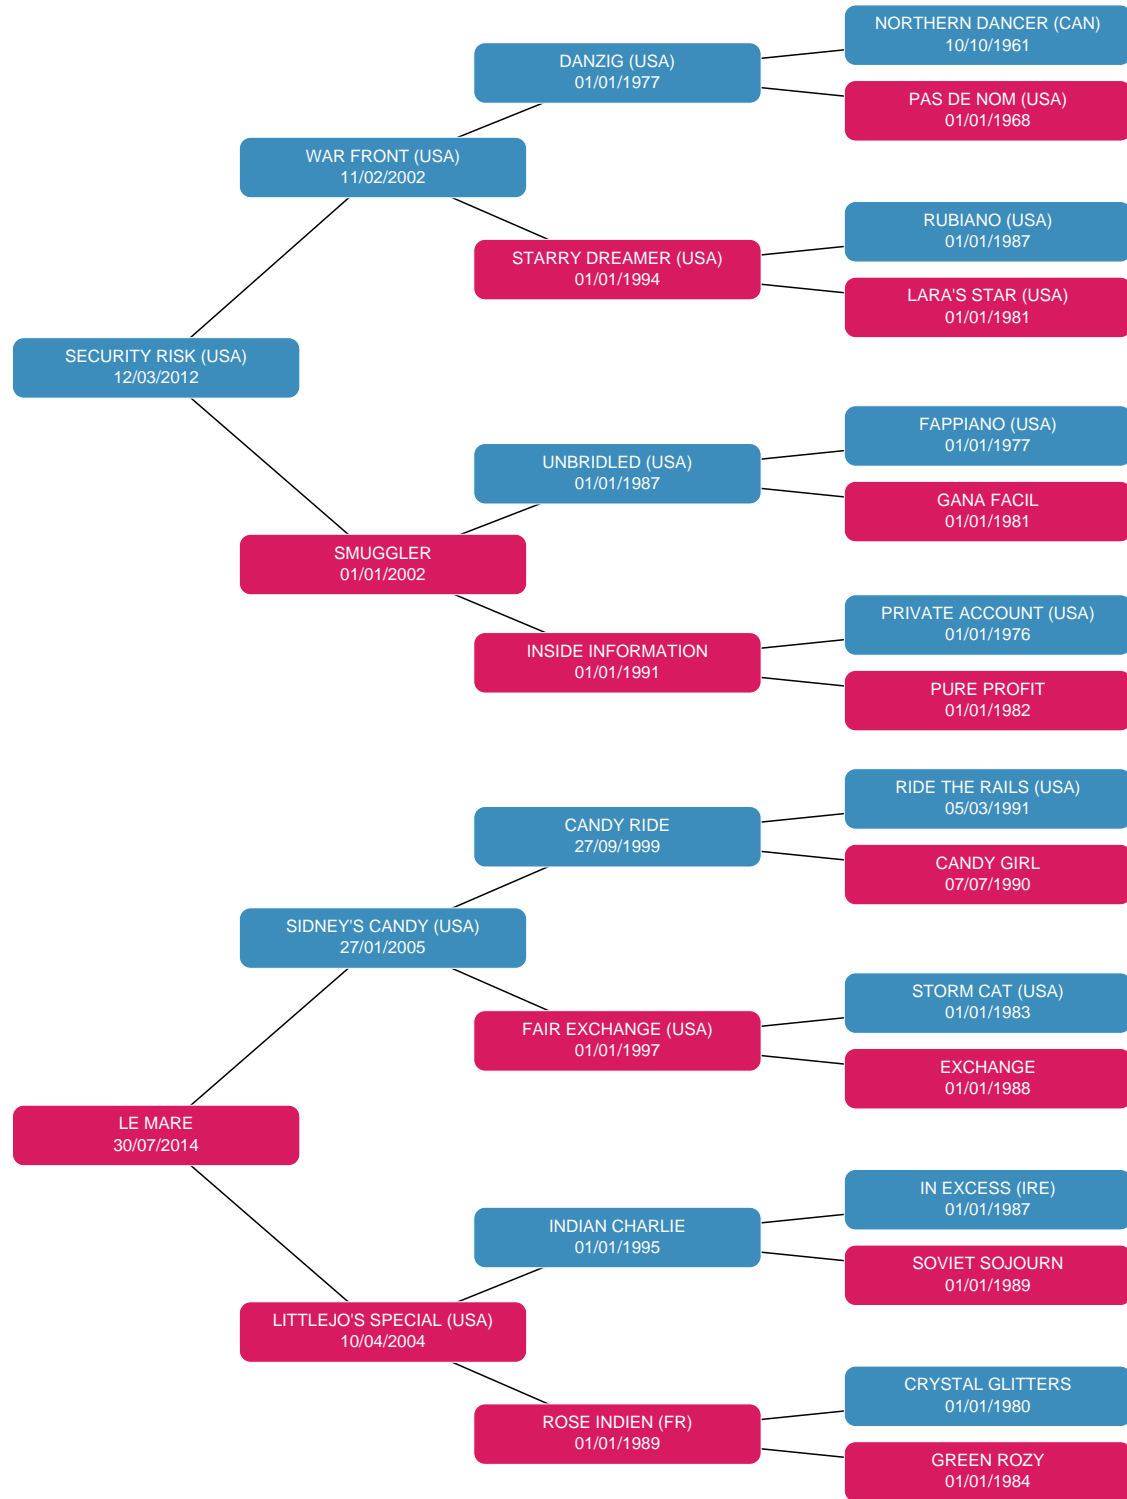 NORTHERN DANCER (CAN)
10/10/1961
DANZIG (USA)
01/01/1977
PAS DE NOM (USA)
01/01/1968
WAR FRONT (USA)
11/02/2002
RUBIANO (USA)
01/01/1987
STARRY DREAMER (USA)
01/01/1994
LARA'S STAR (USA)
01/01/1981
SECURITY RISK (USA)
12/03/2012
FAPPIANO (USA)
01/01/1977
UNBRIDLED (USA)
01/01/1987
GANA FACIL
01/01/1981
SMUGGLER
01/01/2002
PRIVATE ACCOUNT (USA)
01/01/1976
INSIDE INFORMATION
01/01/1991
PURE PROFIT
01/01/1982
RIDE THE RAILS (USA)
05/03/1991
CANDY RIDE
27/09/1999
CANDY GIRL
07/07/1990
SIDNEY'S CANDY (USA)
27/01/2005
STORM CAT (USA)
01/01/1983
FAIR EXCHANGE (USA)
01/01/1997
EXCHANGE
01/01/1988
LE MARE
30/07/2014
IN EXCESS (IRE)
01/01/1987
INDIAN CHARLIE
01/01/1995
SOVIET SOJOURN
01/01/1989
LITTLEJO'S SPECIAL (USA)
10/04/2004
CRYSTAL GLITTERS
01/01/1980
ROSE INDIEN (FR)
01/01/1989
GREEN ROZY
01/01/1984